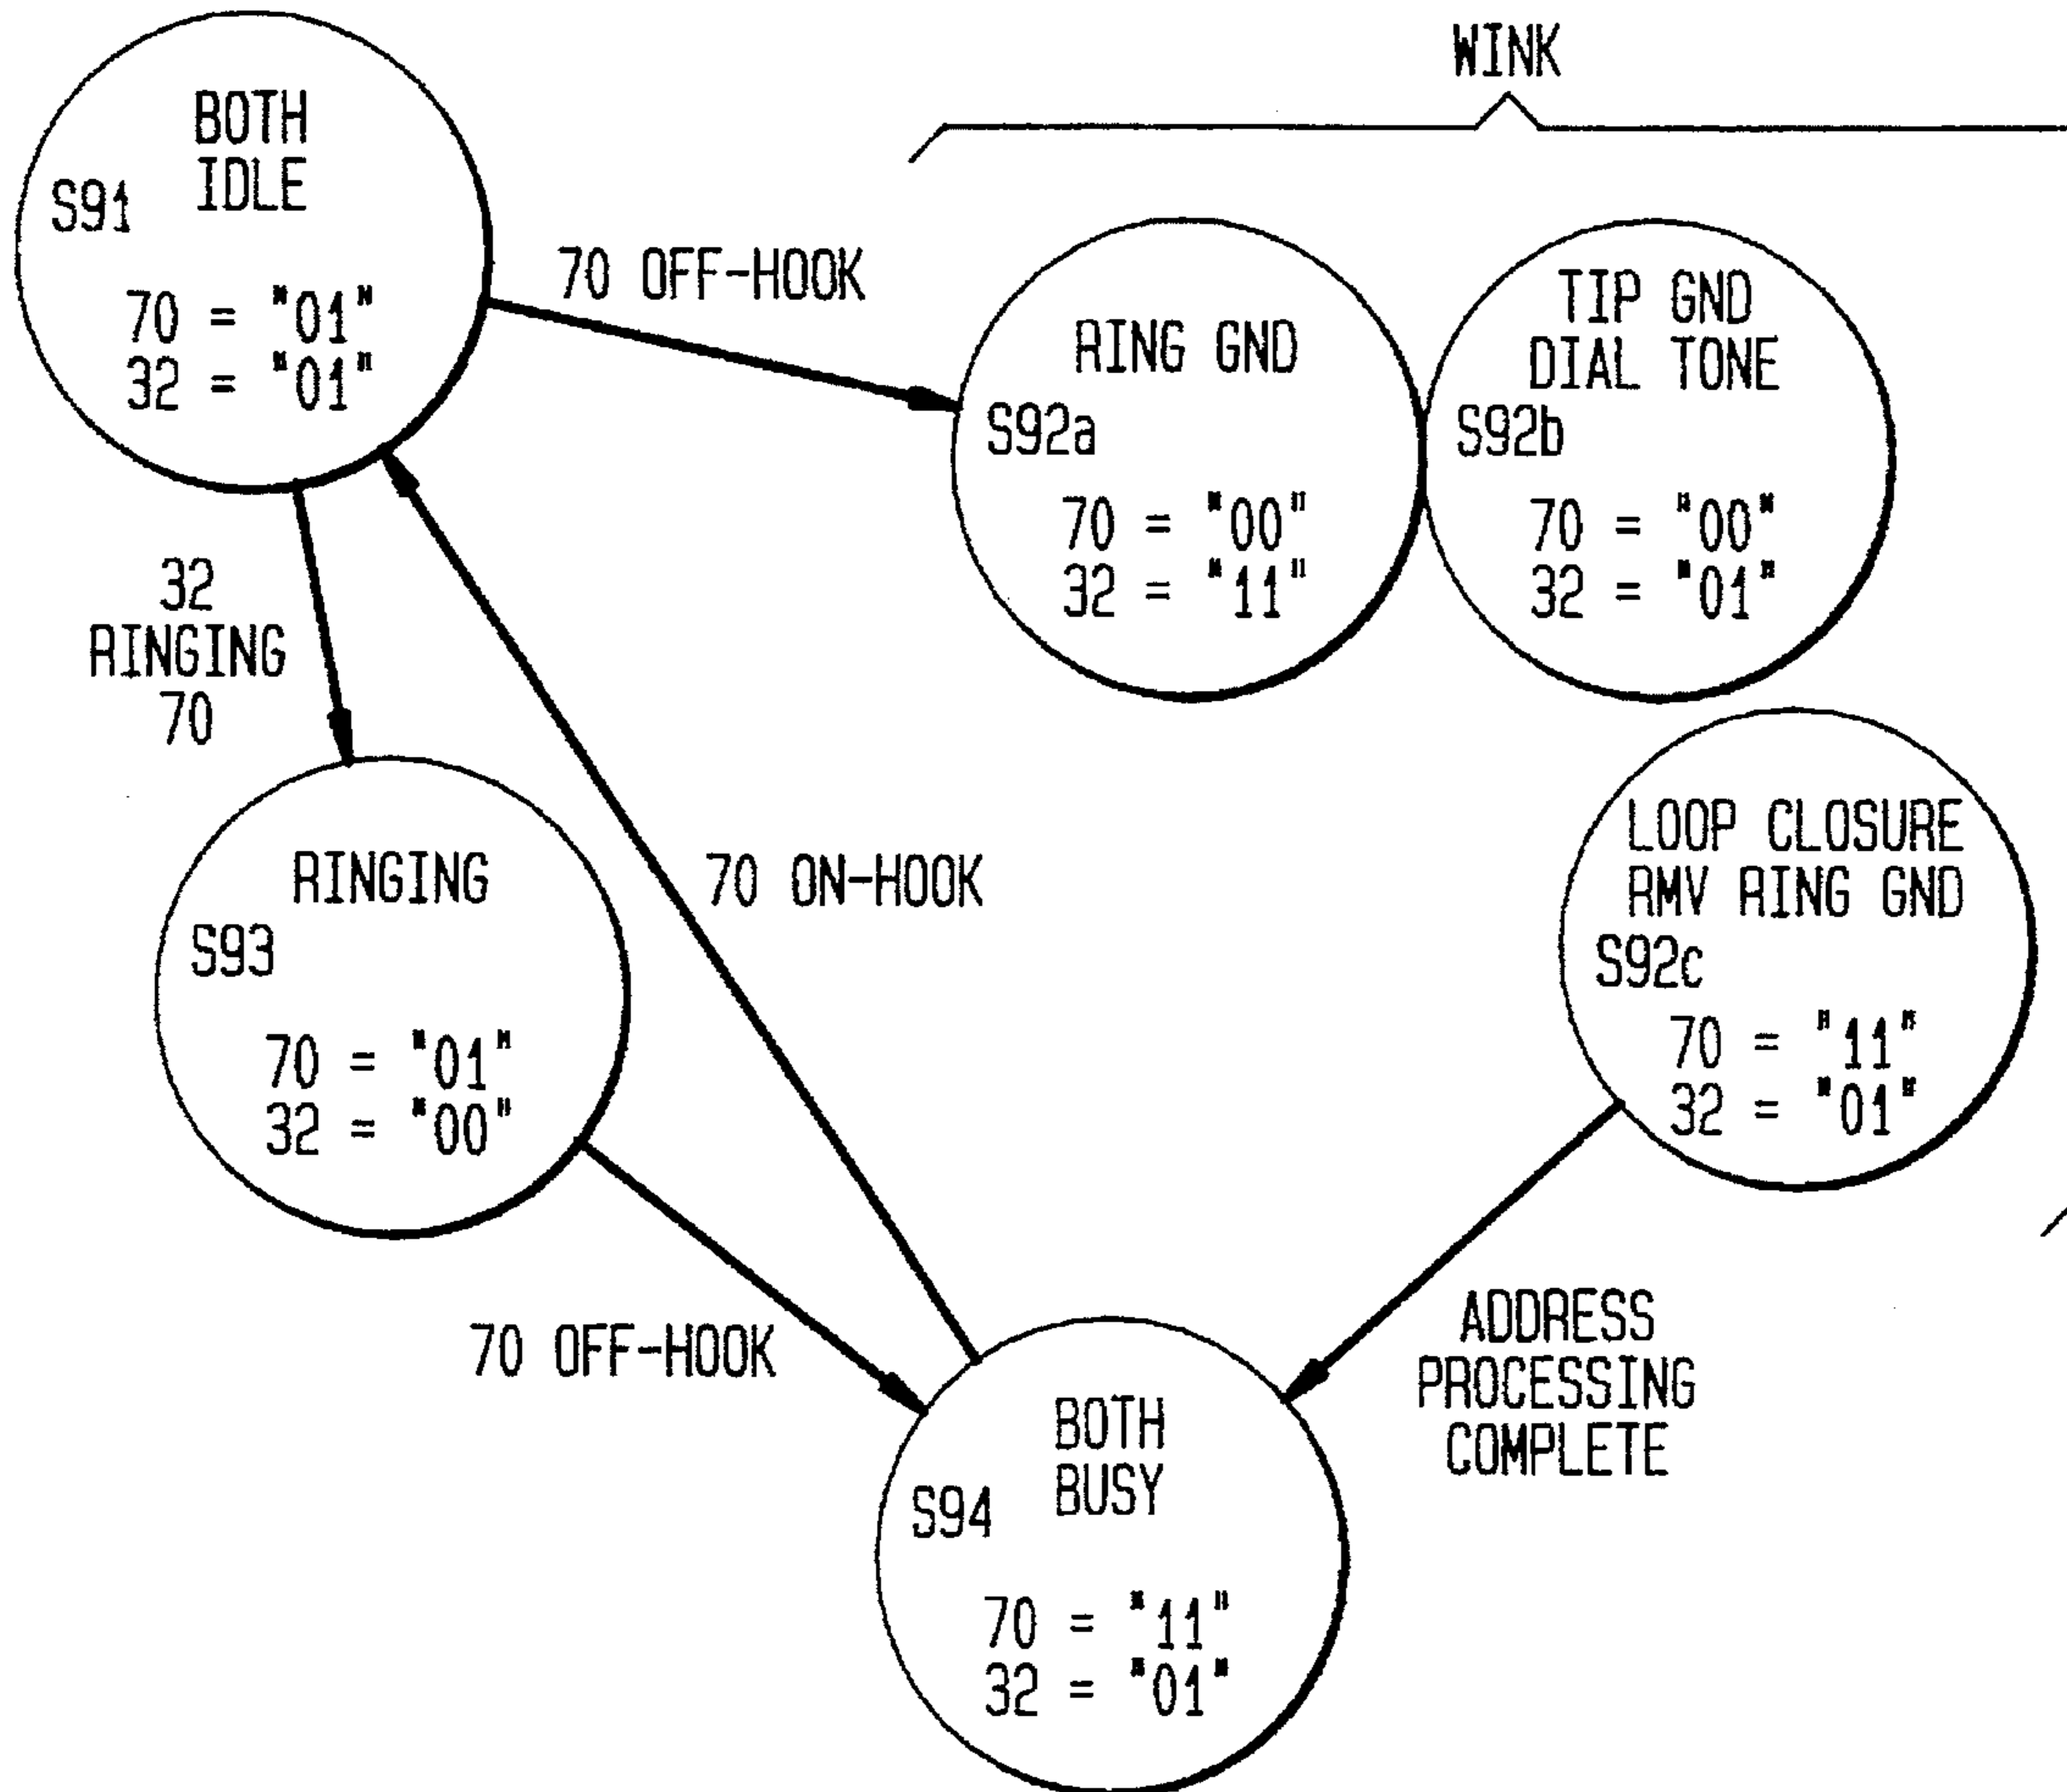 WINK
BOTH
IDLE
S91
70 = "01"
32 = "01"
70 OFF-HOOK
RING GND
S92a
70 = "00"
32 = "11"
TIP GND
DIAL TONE
S92b
70 = "00"
32 = "01"
32
RINGING
70
RINGING
S93
70 = "01"
32 = "00"
70 ON-HOOK
LOOP CLOSURE
RMV RING GND
S92c
70 = "11"
32 = "01"
70 OFF-HOOK
ADDRESS
PROCESSING
COMPLETE
BOTH
BUSY
S94
70 = "11"
32 = "01"